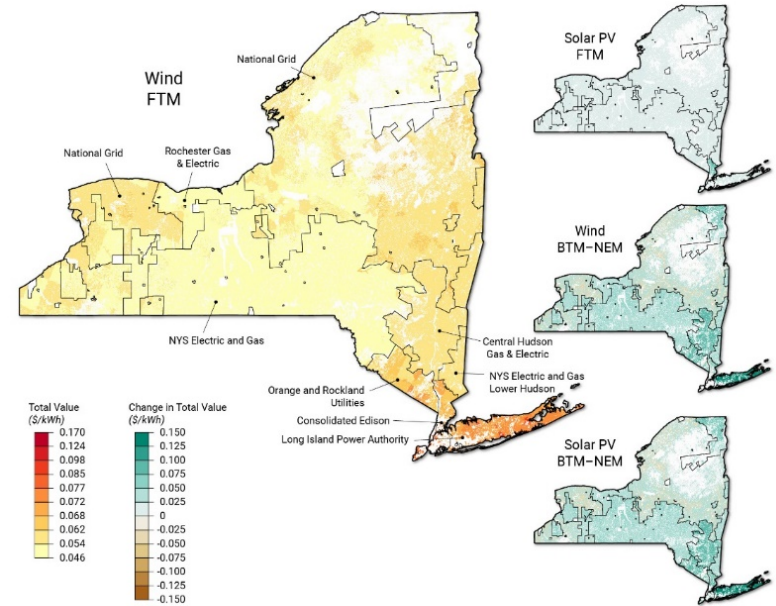 Wind
FTM
National Grid
National Grid
Rochester Gas
& Electric
NYS Electric and Gas
Central Hudson
Gas & Electric
NYS Electric and Gas
Lower Hudson
Orange and Rockland
Utilities
Consolidated Edison
Long Island Power Authority
Total Value
($/kWh)
0.170
0.124
0.098
0.085
0.077
0.072
0.068
0.062
0.054
0.046
Change in Total Value
($/kWh)
0.150
0.125
0.100
0.075
0.050
0.025
0
-0.025
-0.050
-0.075
-0.100
-0.125
-0.150
Solar PV
FTM
Wind
BTM–NEM
Solar PV
BTM–NEM